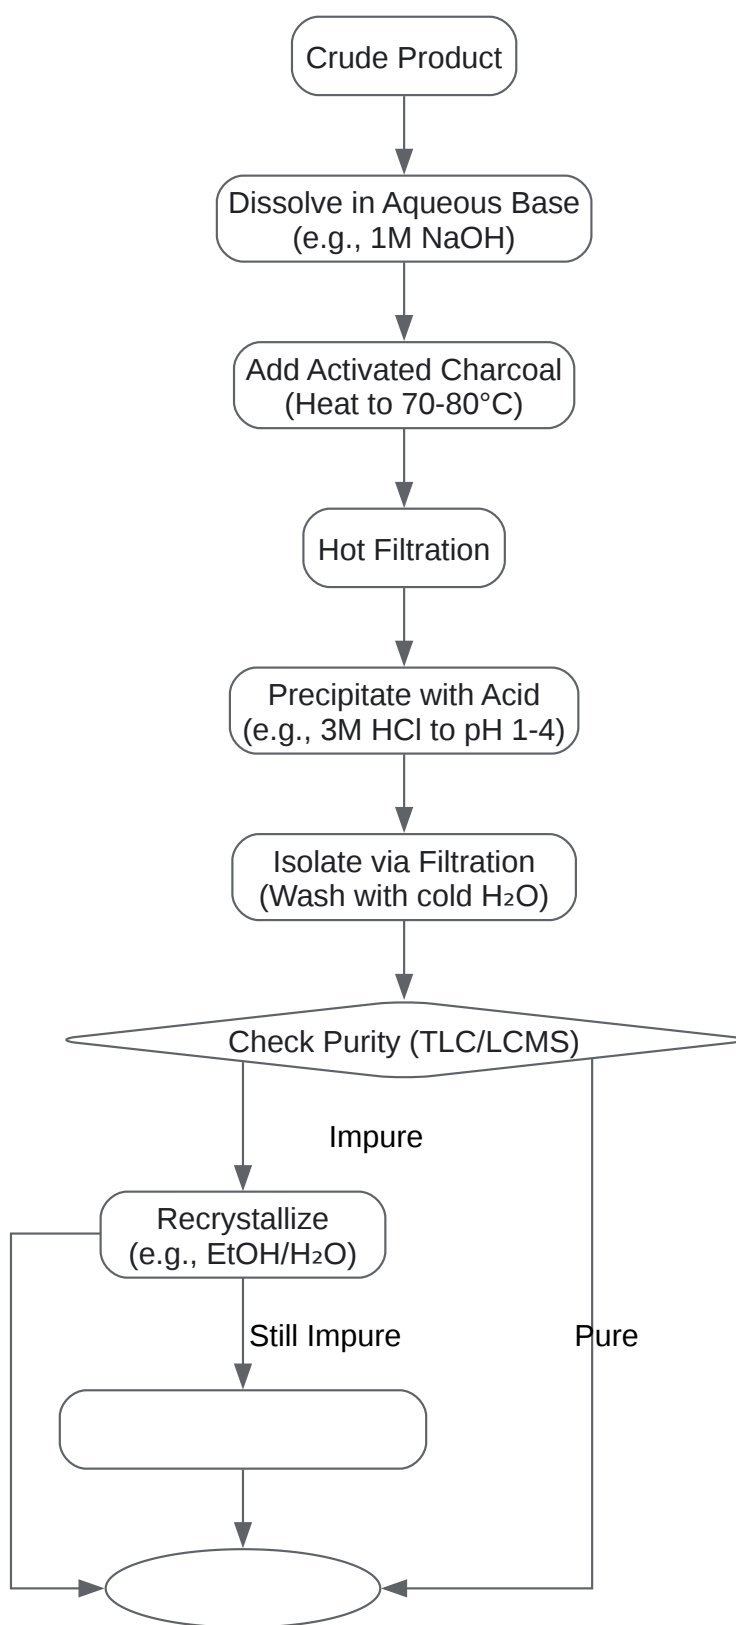 Crude Product
Dissolve in Aqueous Base
(e.g., 1M NaOH)
Add Activated Charcoal
(Heat to 70-80°C)
Hot Filtration
Precipitate with Acid
(e.g., 3M HCl to pH 1-4)
Isolate via Filtration
(Wash with cold H₂O)
Check Purity (TLC/LCMS)
Impure
Recrystallize
(e.g., EtOH/H₂O)
Still Impure
Pure